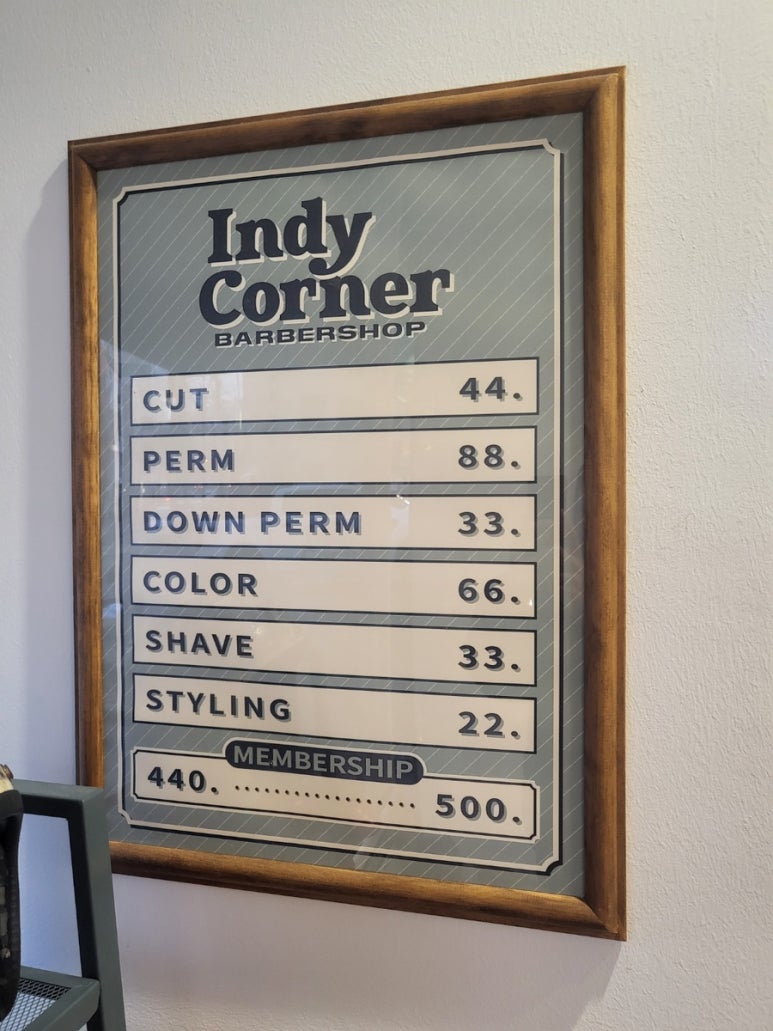 Indy
Corner
BARBERSHOP
CUT 44.
PERM 88.
DOWN PERM 33.
COLOR 66.
SHAVE 33.
STYLING 22.
MEMBERSHIP
440. .................. 500.